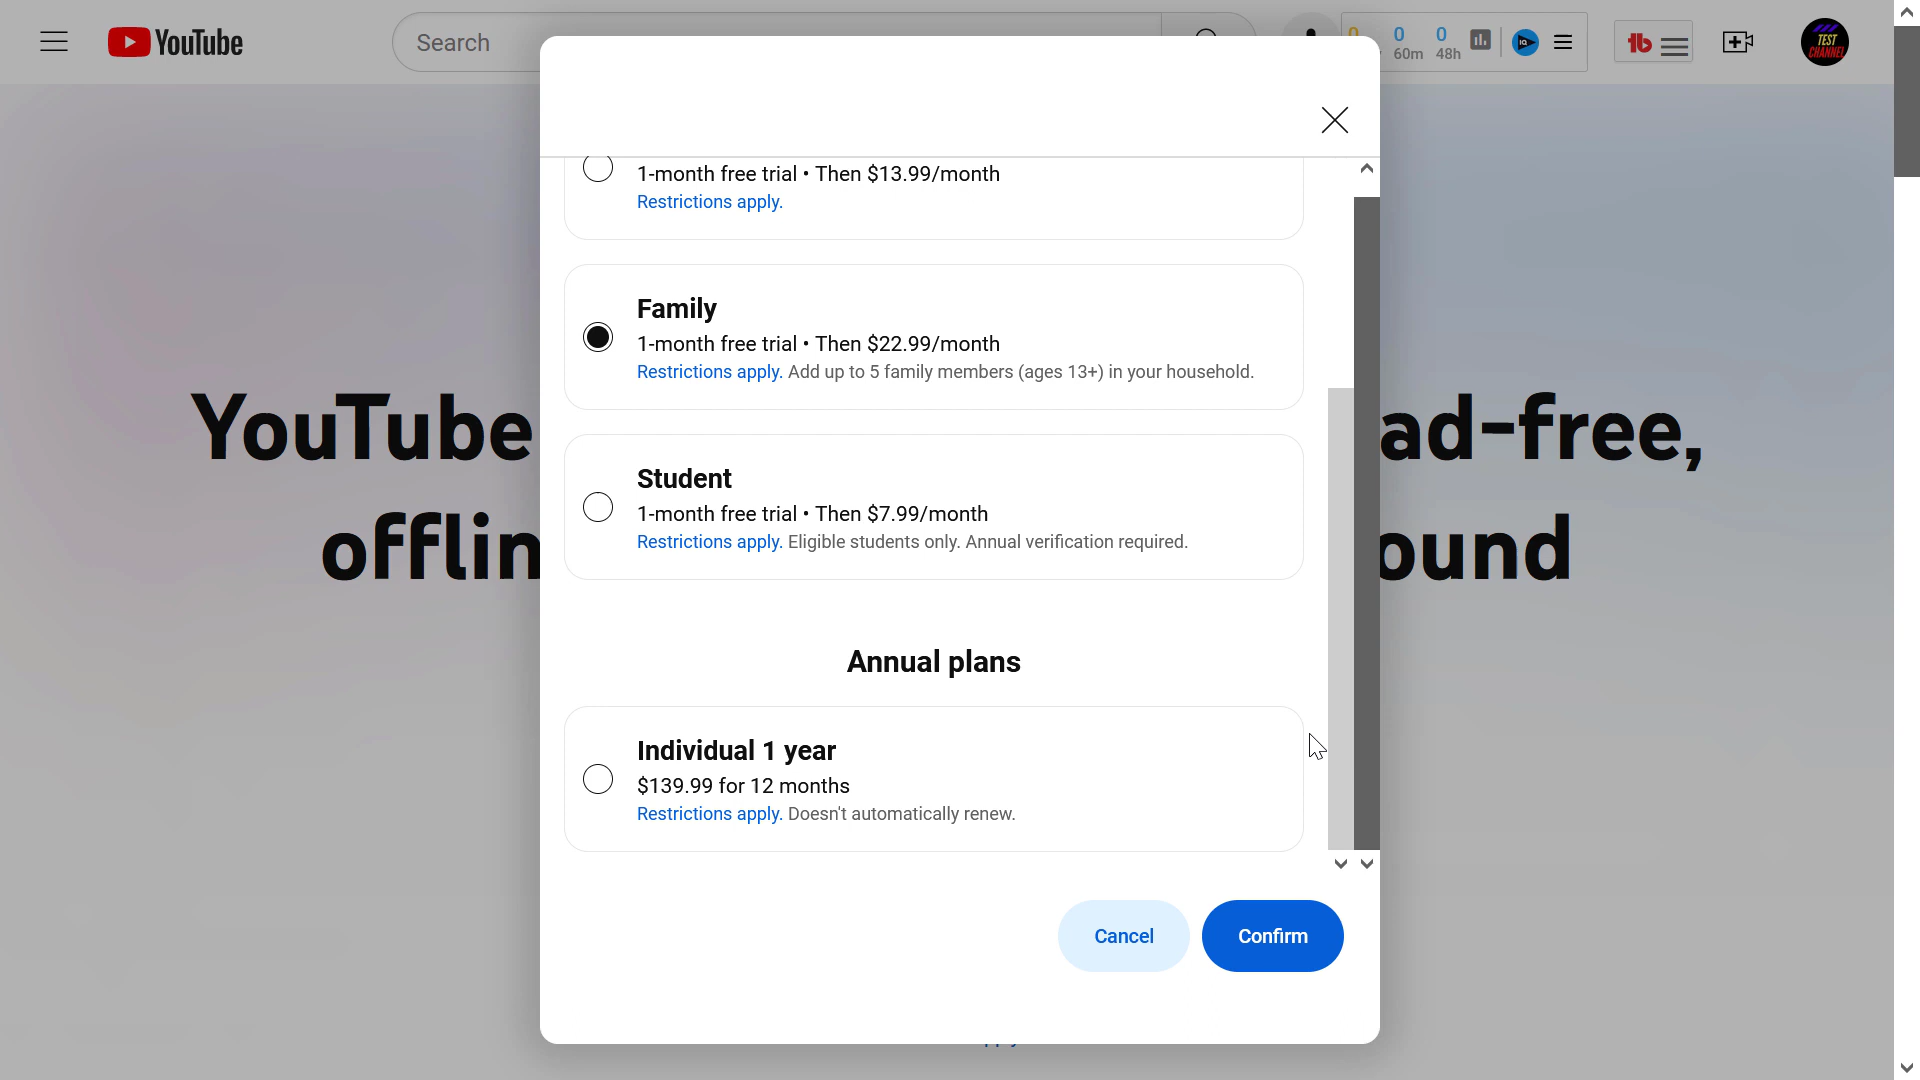 YouTube
Search
0
0
0
60m
48h
IQ
tb
TEST
CHANNEL
1-month free trial • Then $13.99/month
Restrictions apply.
Family
1-month free trial • Then $22.99/month
Restrictions apply. Add up to 5 family members (ages 13+) in your household.
Student
1-month free trial • Then $7.99/month
Restrictions apply. Eligible students only. Annual verification required.
Annual plans
Individual 1 year
$139.99 for 12 months
Restrictions apply. Doesn't automatically renew.
Cancel
Confirm
YouTube ad-free,
offlin ound